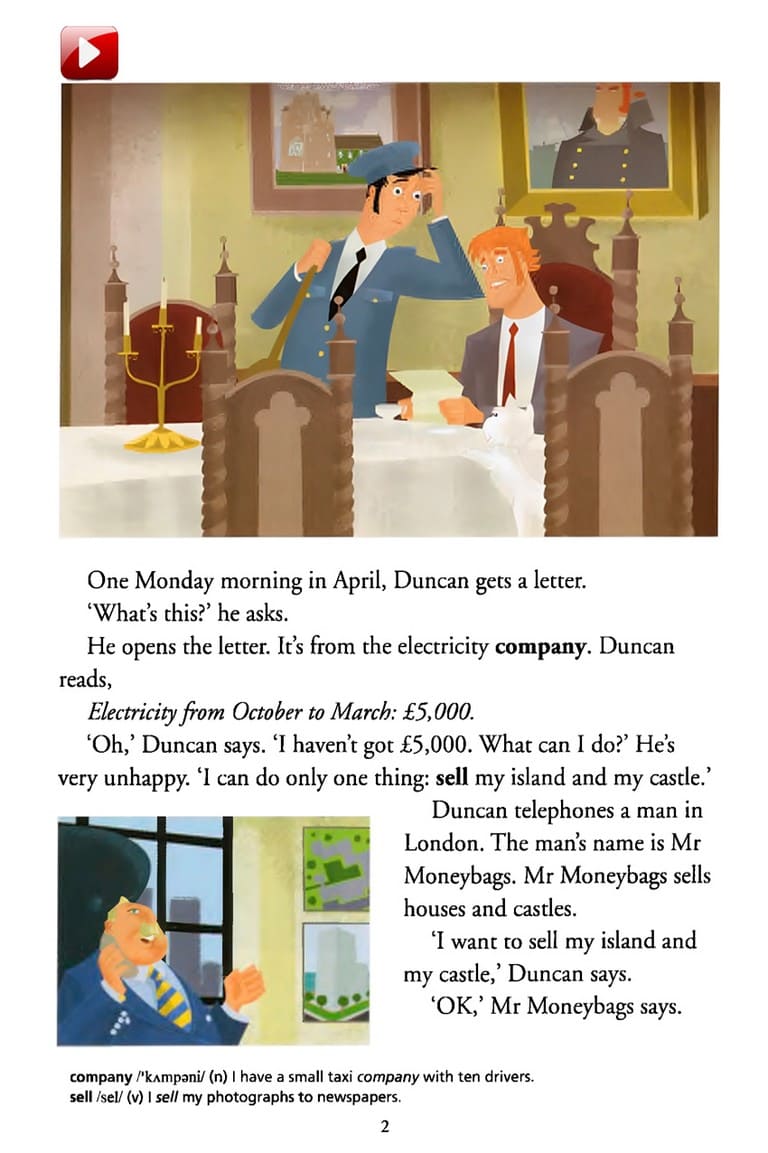 One Monday morning in April, Duncan gets a letter.
‘What’s this?’ he asks.
He opens the letter. It’s from the electricity company. Duncan
reads,
Electricity from October to March: £5,000.
‘Oh,’ Duncan says. ‘I haven’t got £5,000. What can I do?’ He’s
very unhappy. ‘I can do only one thing: sell my island and my castle.’
Duncan telephones a man in
London. The man’s name is Mr
Moneybags. Mr Moneybags sells
houses and castles.
‘I want to sell my island and
my castle,’ Duncan says.
‘OK,’ Mr Moneybags says.
company /ˈkʌmpəni/ (n) I have a small taxi company with ten drivers.
sell /sel/ (v) I sell my photographs to newspapers.
2